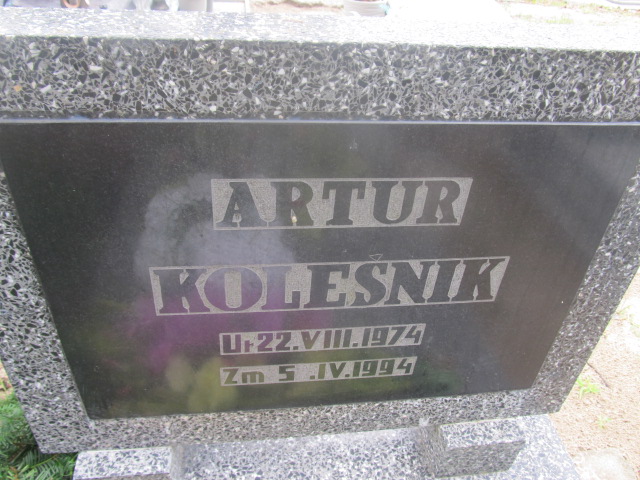 ARTUR
KOLEŚNIK
Ur 22.VIII.1974
Zm 5 .IV.1994